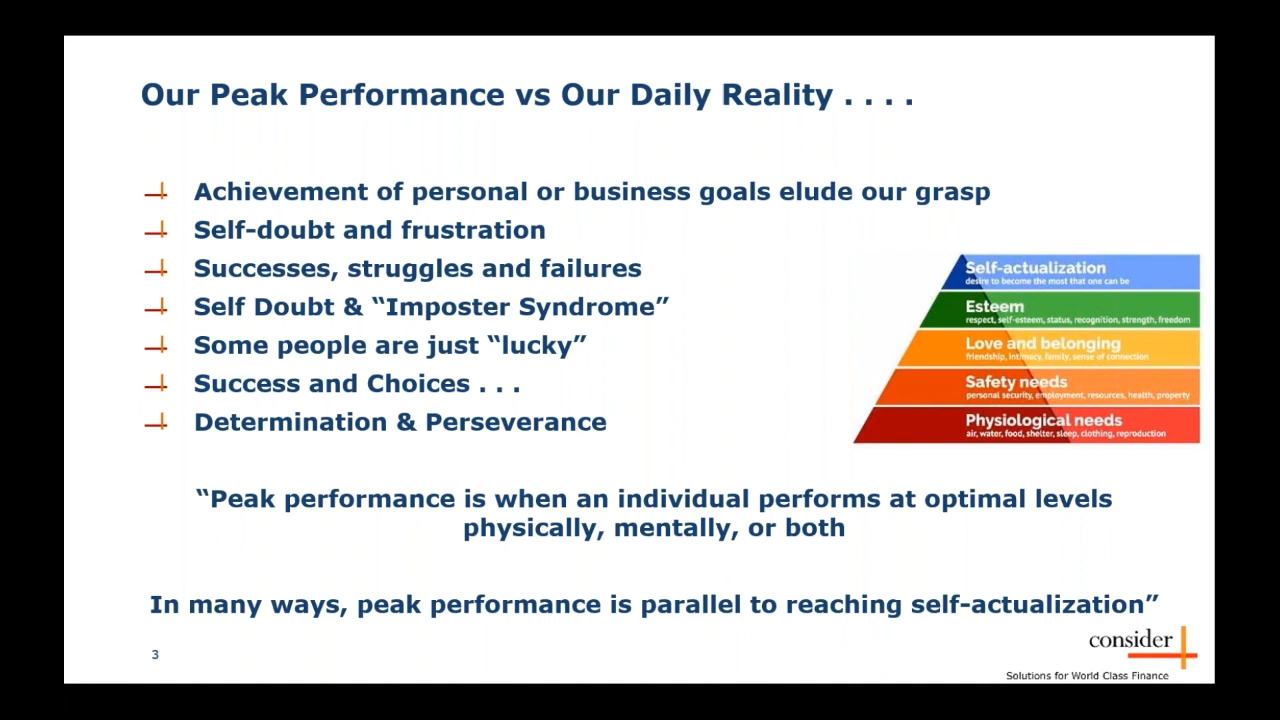 Our Peak Performance vs Our Daily Reality . . . .
Achievement of personal or business goals elude our grasp
Self-doubt and frustration
Successes, struggles and failures
Self Doubt & “Imposter Syndrome”
Some people are just “lucky”
Success and Choices . . .
Determination & Perseverance
Self-actualization
desire to become the most that one can be
Esteem
respect, self-esteem, status, recognition, strength, freedom
Love and belonging
friendship, intimacy, family, sense of connection
Safety needs
personal security, employment, resources, health, property
Physiological needs
air, water, food, shelter, sleep, clothing, reproduction
“Peak performance is when an individual performs at optimal levels
physically, mentally, or both
In many ways, peak performance is parallel to reaching self-actualization”
3
consider
Solutions for World Class Finance